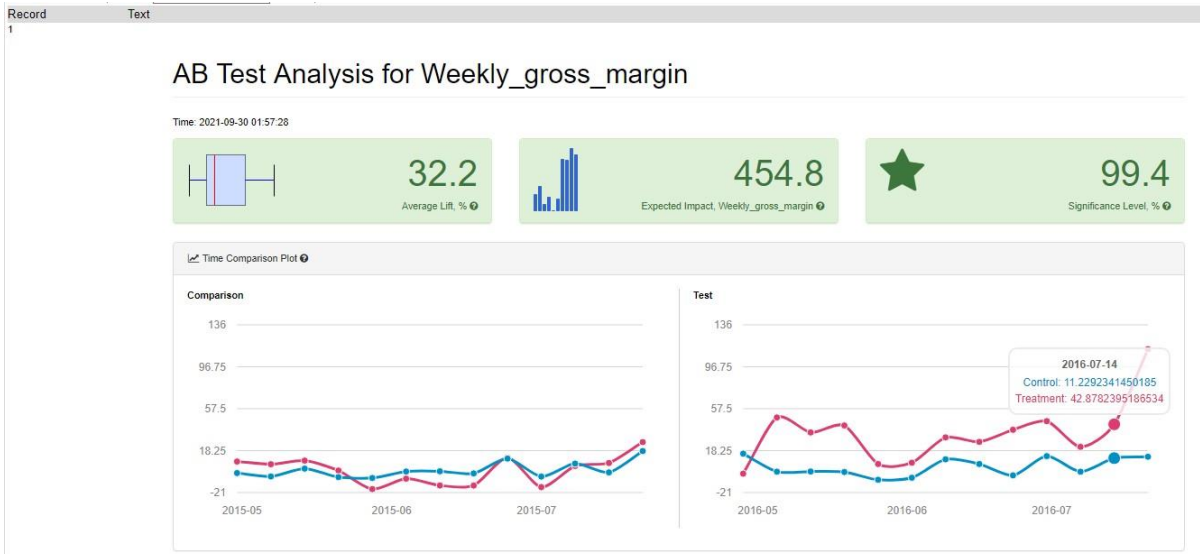 Record Text
1
AB Test Analysis for Weekly_gross_margin
Time: 2021-09-30 01:57:28
32.2
Average Lift, %
454.8
Expected Impact, Weekly_gross_margin
99.4
Significance Level, %
Time Comparison Plot
Comparison
136
96.75
57.5
18.25
-21
2015-05 2015-06 2015-07
Test
136
96.75
57.5
18.25
-21
2016-05 2016-06 2016-07
2016-07-14
Control: 11.2292341450185
Treatment: 42.8782395186534